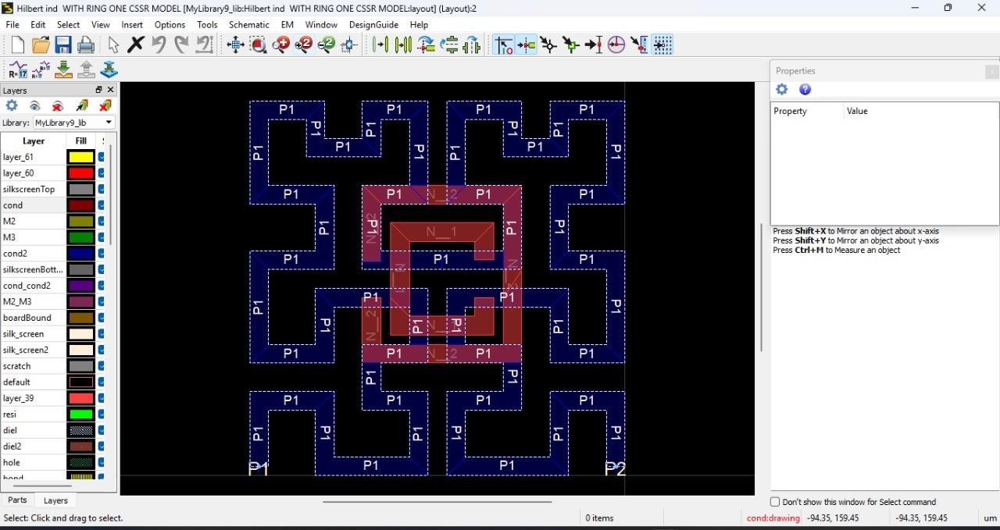 Hilbert ind WITH RING ONE CSSR MODEL [MyLibrary9_lib:Hilbert ind WITH RING ONE CSSR MODEL:layout] (Layout):2
File Edit Select View Insert Options Tools Schematic EM Window DesignGuide Help
Layers
Library: MyLibrary9_lib
Layer Fill
layer_61
layer_60
silkscreenTop
cond
M2
M3
cond2
silkscreenBott...
cond_cond2
M2_M3
boardBound
silk_screen
silk_screen2
scratch
default
layer_39
resi
diel
diel2
hole
bond
Parts Layers
P1 P1 P1 P1
P1 P1 P1 P1
P1 P1
P1 P1 P1 P1
P1 P1 N__2 P1 P1
P1 P1 N__2 N__1 P1 P1
P1 P1 P1
N__1 N__2
P1 P1
P1 P1
P1 N__2 P1 N__1 P1 P1
P1 P1 N__2 P1 P1
P1 P1
P1 P1 P1 P1
P1 P1 P1 P1 P1 P1
P1 P1
P1 P2
Properties
Property Value
Press Shift+X to Mirror an object about x-axis
Press Shift+Y to Mirror an object about y-axis
Press Ctrl+M to Measure an object
Don't show this window for Select command
Select: Click and drag to select. 0 items cond:drawing -94.35, 159.45 -94.35, 159.45 um